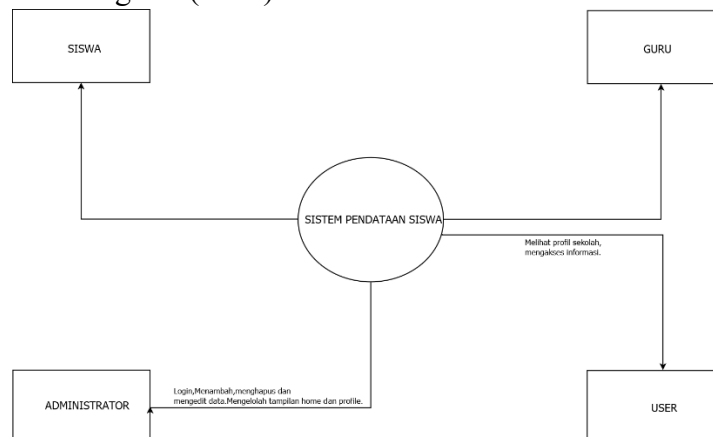 SISWA
GURU
SISTEM PENDATAAN SISWA
Melihat profil sekolah,
mengakses informasi.
Login,Menambah,menghapus dan
mengedit data.Mengelolah tampilan home dan profile.
ADMINISTRATOR
USER